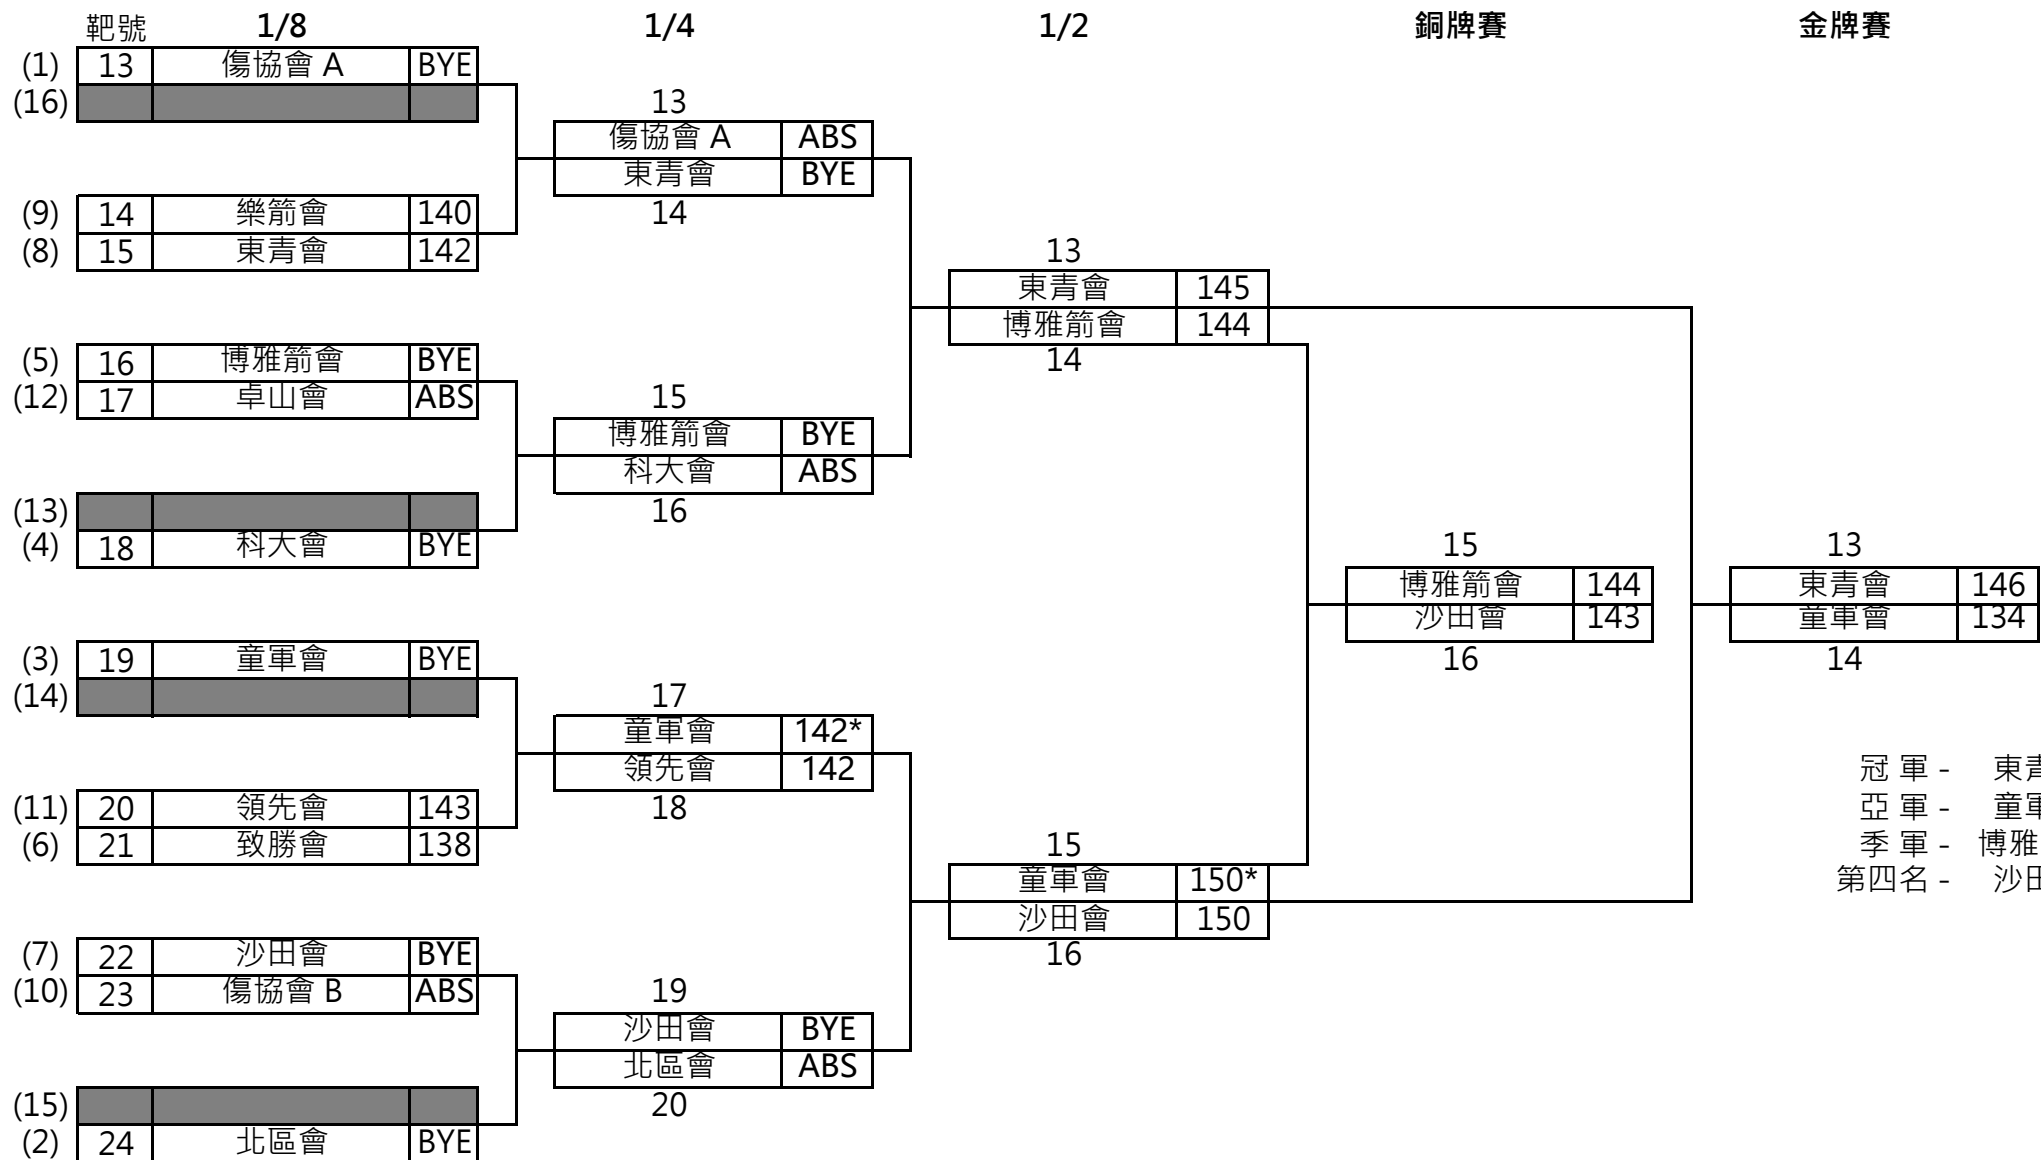 靶號 1/8 1/4 1/2 銅牌賽 金牌賽
(1) 13 傷協會 A BYE
(16) 13
傷協會 A ABS
東青會 BYE
(9) 14 樂箭會 140 14
(8) 15 東青會 142 13
東青會 145
博雅箭會 144
(5) 16 博雅箭會 BYE 14
(12) 17 卓山會 ABS 15
博雅箭會 BYE
科大會 ABS
(13) 16
(4) 18 科大會 BYE 15 13
博雅箭會 144 東青會 146
沙田會 143 童軍會 134
(3) 19 童軍會 BYE 16 14
(14) 17
童軍會 142*
領先會 142 冠 軍 - 東青
(11) 20 領先會 143 18 亞 軍 - 童軍
(6) 21 致勝會 138 15 季 軍 - 博雅
童軍會 150* 第四名 - 沙田
沙田會 150
(7) 22 沙田會 BYE 16
(10) 23 傷協會 B ABS 19
沙田會 BYE
北區會 ABS
(15) 20
(2) 24 北區會 BYE